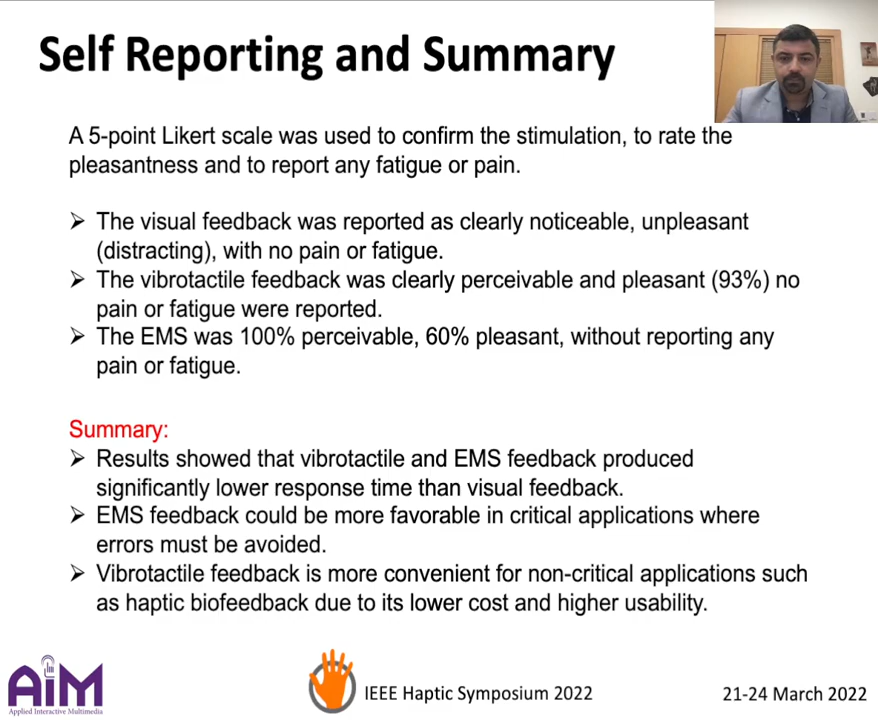 Self Reporting and Summary
A 5-point Likert scale was used to confirm the stimulation, to rate the
pleasantness and to report any fatigue or pain.
➢ The visual feedback was reported as clearly noticeable, unpleasant
(distracting), with no pain or fatigue.
➢ The vibrotactile feedback was clearly perceivable and pleasant (93%) no
pain or fatigue were reported.
➢ The EMS was 100% perceivable, 60% pleasant, without reporting any
pain or fatigue.
Summary:
➢ Results showed that vibrotactile and EMS feedback produced
significantly lower response time than visual feedback.
➢ EMS feedback could be more favorable in critical applications where
errors must be avoided.
➢ Vibrotactile feedback is more convenient for non-critical applications such
as haptic biofeedback due to its lower cost and higher usability.
AiM
Applied Interactive Multimedia
IEEE Haptic Symposium 2022
21-24 March 2022